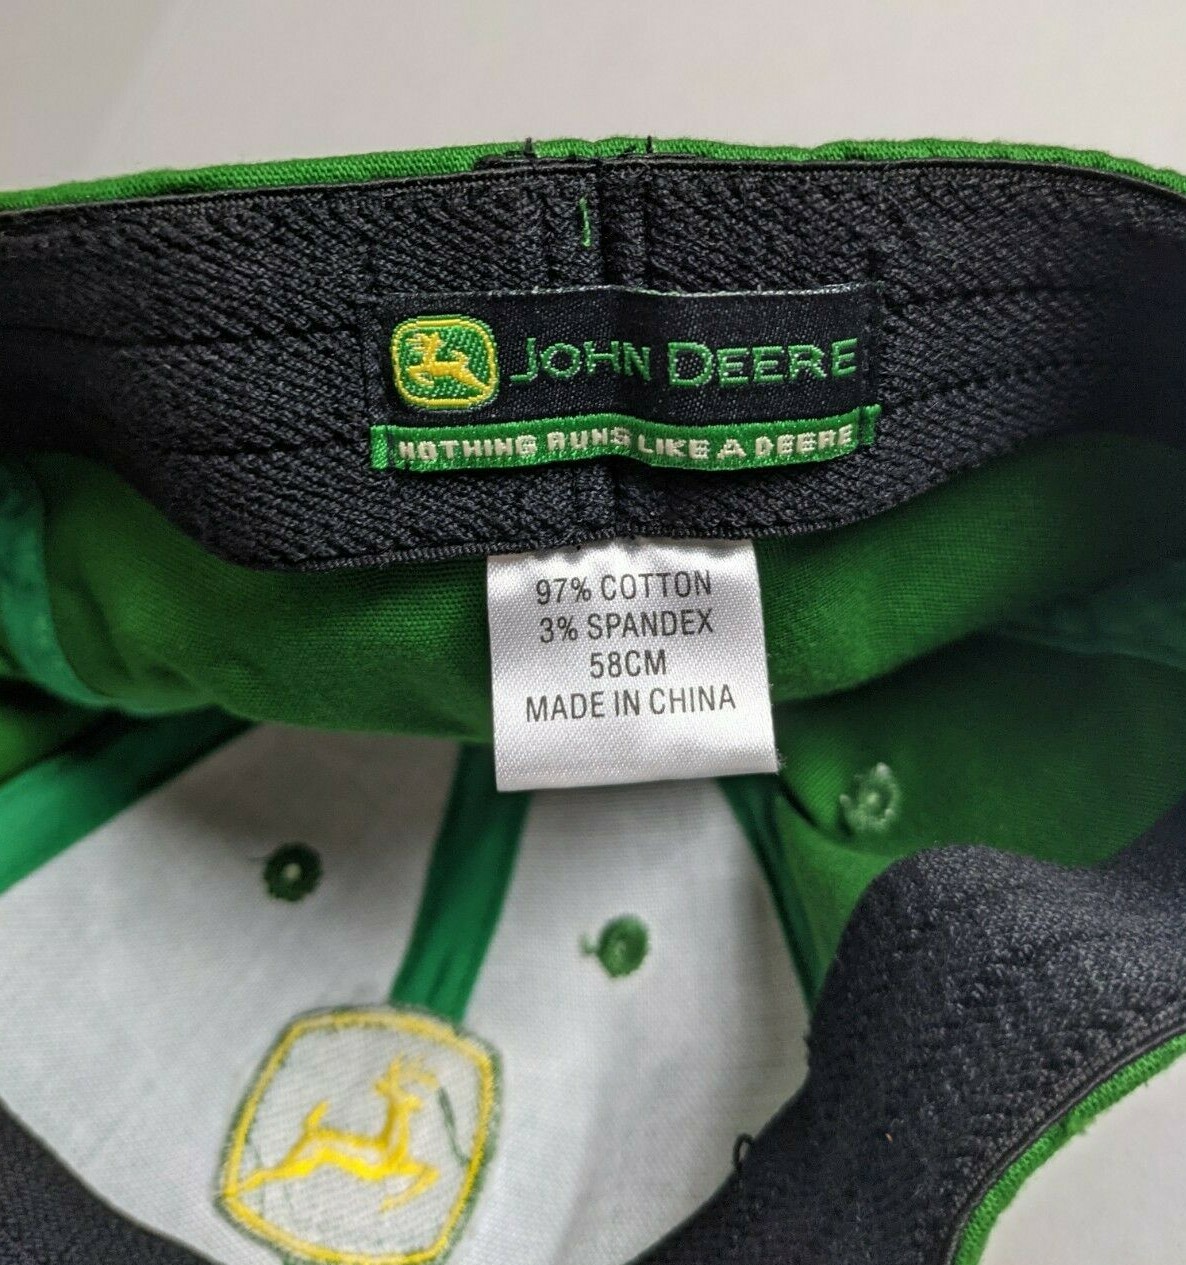 JOHN DEERE
NOTHING RUNS LIKE A DEERE
97% COTTON
3% SPANDEX
58CM
MADE IN CHINA